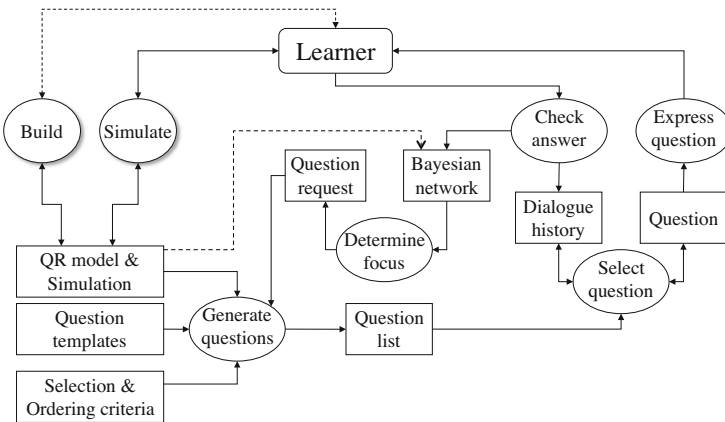 Learner
Build
Simulate
Check
answer
Express
question
Question
request
Bayesian
network
Dialogue
history
Question
Determine
focus
QR model &
Simulation
Select
question
Question
templates
Generate
questions
Question
list
Selection &
Ordering criteria